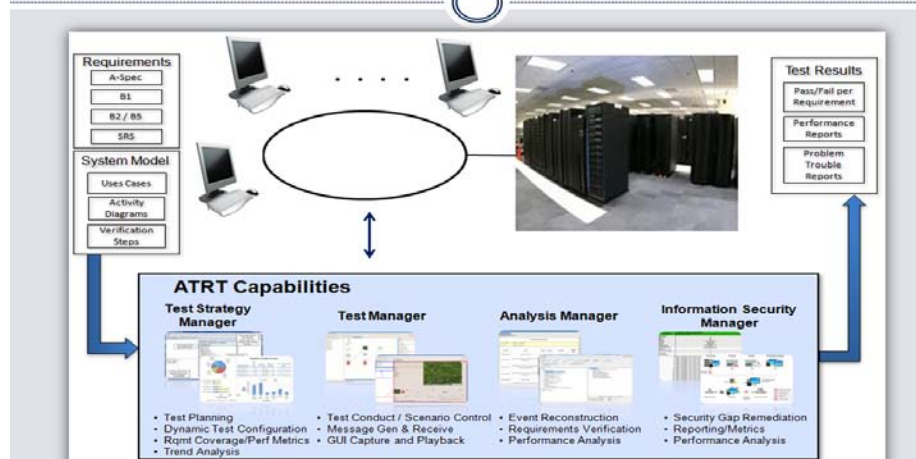 Requirements
A-Spec
B1
B2 / B5
SRS
System Model
Uses Cases
Activity
Diagrams
Verification
Steps
Test Results
Pass/Fail per
Requirement
Performance
Reports
Problem
Trouble
Reports
ATRT Capabilities
Test Strategy
Manager
• Test Planning
• Dynamic Test Configuration
• Rqmt Coverage/Perf Metrics
• Trend Analysis
Test Manager
• Test Conduct / Scenario Control
• Message Gen & Receive
• GUI Capture and Playback
Analysis Manager
• Event Reconstruction
• Requirements Verification
• Performance Analysis
Information Security
Manager
• Security Gap Remediation
• Reporting/Metrics
• Performance Analysis